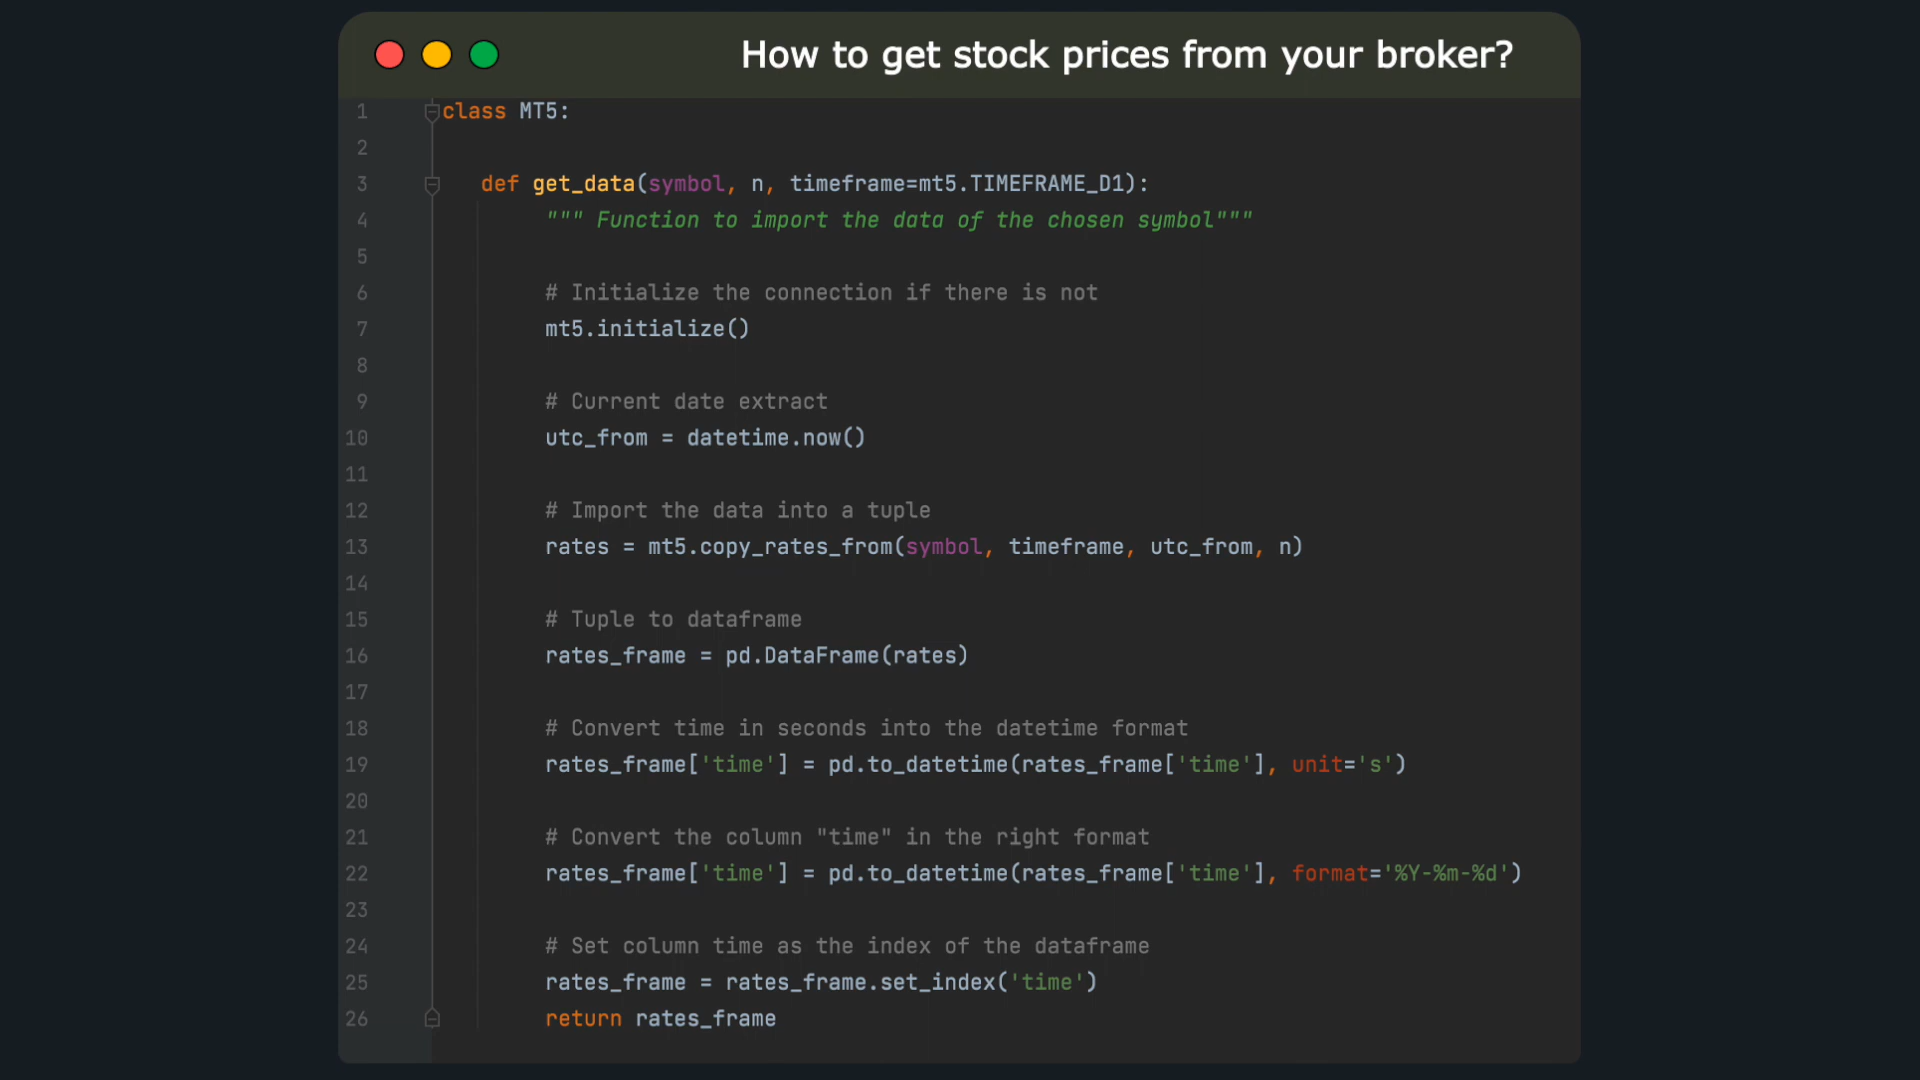 How to get stock prices from your broker?
1 class MT5:
2
3 def get_data(symbol, n, timeframe=mt5.TIMEFRAME_D1):
4 """ Function to import the data of the chosen symbol"""
5
6 # Initialize the connection if there is not
7 mt5.initialize()
8
9 # Current date extract
10 utc_from = datetime.now()
11
12 # Import the data into a tuple
13 rates = mt5.copy_rates_from(symbol, timeframe, utc_from, n)
14
15 # Tuple to dataframe
16 rates_frame = pd.DataFrame(rates)
17
18 # Convert time in seconds into the datetime format
19 rates_frame['time'] = pd.to_datetime(rates_frame['time'], unit='s')
20
21 # Convert the column "time" in the right format
22 rates_frame['time'] = pd.to_datetime(rates_frame['time'], format='%Y-%m-%d')
23
24 # Set column time as the index of the dataframe
25 rates_frame = rates_frame.set_index('time')
26 return rates_frame